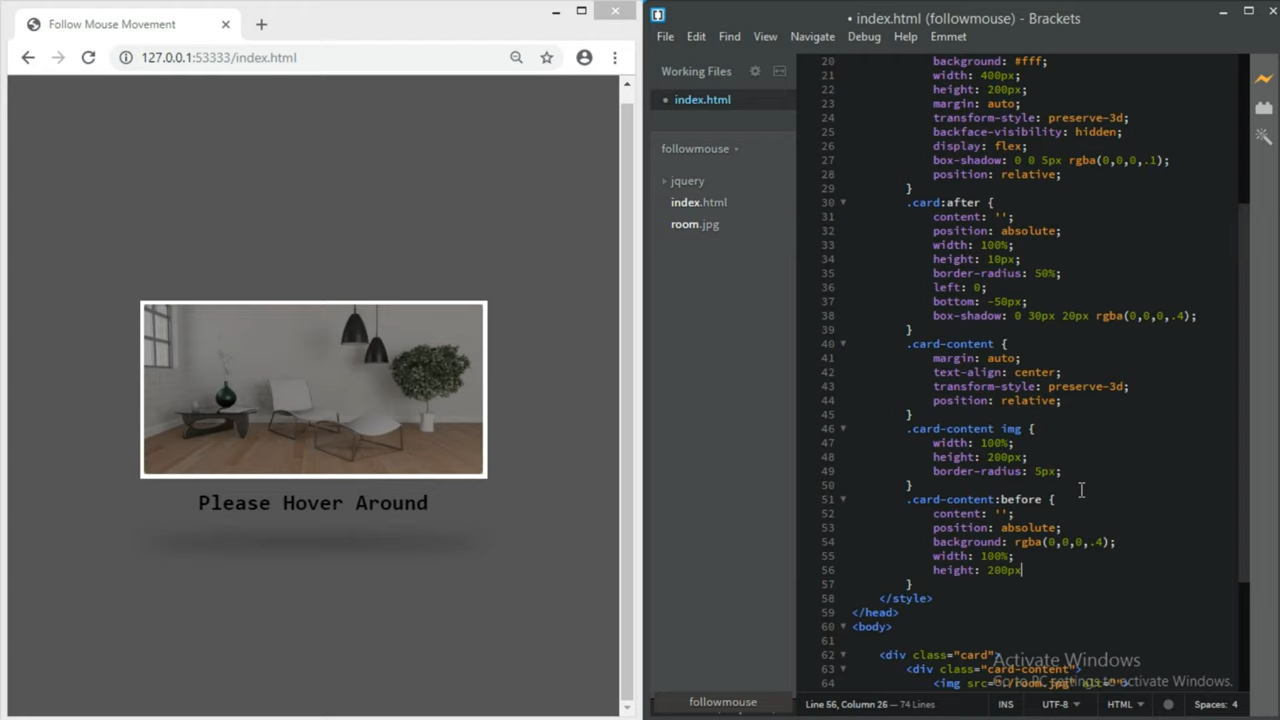 Follow Mouse Movement
127.0.0.1:53333/index.html
Please Hover Around
• index.html (followmouse) - Brackets
File Edit Find View Navigate Debug Help Emmet
Working Files
index.html
followmouse
jquery
index.html
room.jpg
followmouse
20 background: #fff;
21 width: 400px;
22 height: 200px;
23 margin: auto;
24 transform-style: preserve-3d;
25 backface-visibility: hidden;
26 display: flex;
27 box-shadow: 0 0 5px rgba(0,0,0,.1);
28 position: relative;
29 }
30 .card:after {
31 content: '';
32 position: absolute;
33 width: 100%;
34 height: 10px;
35 border-radius: 50%;
36 left: 0;
37 bottom: -50px;
38 box-shadow: 0 30px 20px rgba(0,0,0,.4);
39 }
40 .card-content {
41 margin: auto;
42 text-align: center;
43 transform-style: preserve-3d;
44 position: relative;
45 }
46 .card-content img {
47 width: 100%;
48 height: 200px;
49 border-radius: 5px;
50 }
51 .card-content:before {
52 content: '';
53 position: absolute;
54 background: rgba(0,0,0,.4);
55 width: 100%;
56 height: 200px
57 }
58 </style>
59 </head>
60 <body>
61
62 <div class="card">
63 <div class="card-content">
64 <img src="./room.jpg" alt="">
Activate Windows
Go to PC settings to activate Windows.
Line 56, Column 26 — 74 Lines
INS UTF-8 HTML Spaces: 4